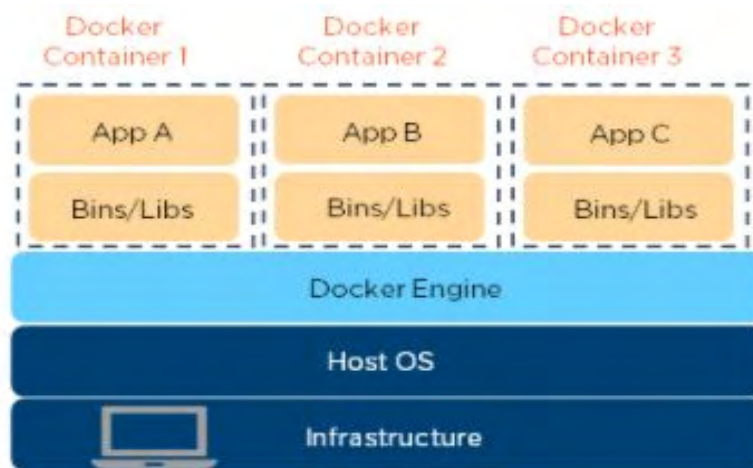 Docker
Container 1
Docker
Container 2
Docker
Container 3
App A
App B
App C
Bins/Libs
Bins/Libs
Bins/Libs
Docker Engine
Host OS
Infrastructure